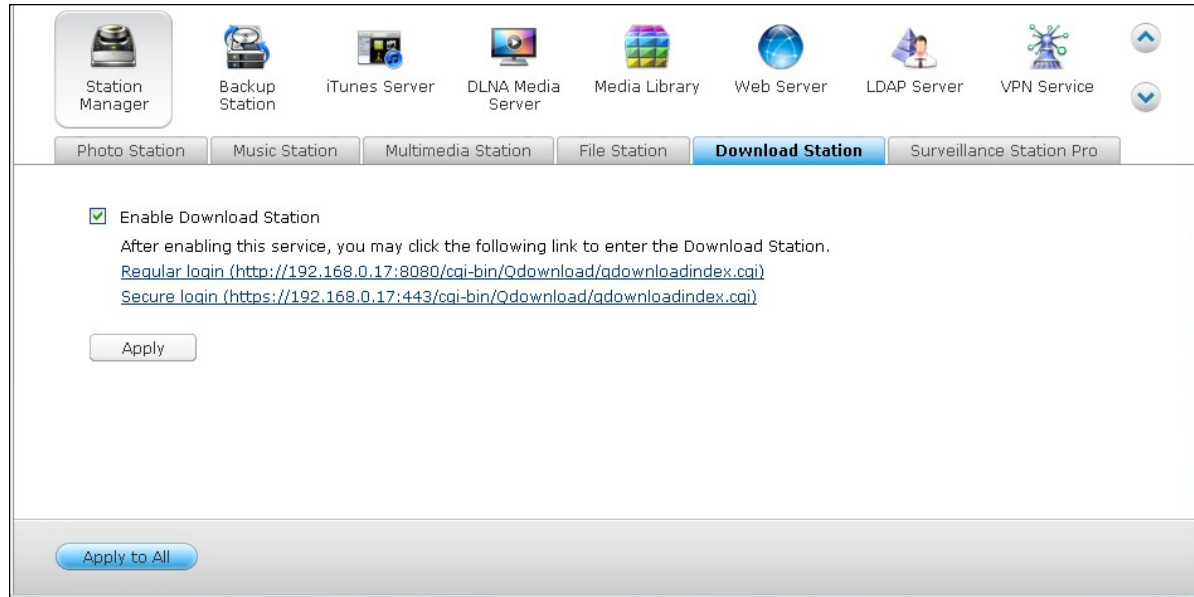 Station Manager
Backup Station
iTunes Server
DLNA Media Server
Media Library
Web Server
LDAP Server
VPN Service
Photo Station
Music Station
Multimedia Station
File Station
Download Station
Surveillance Station Pro
Enable Download Station
After enabling this service, you may click the following link to enter the Download Station.
Regular login (http://192.168.0.17:8080/cgi-bin/Qdownload/qdownloadindex.cgi)
Secure login (https://192.168.0.17:443/cgi-bin/Qdownload/qdownloadindex.cgi)
Apply
Apply to All